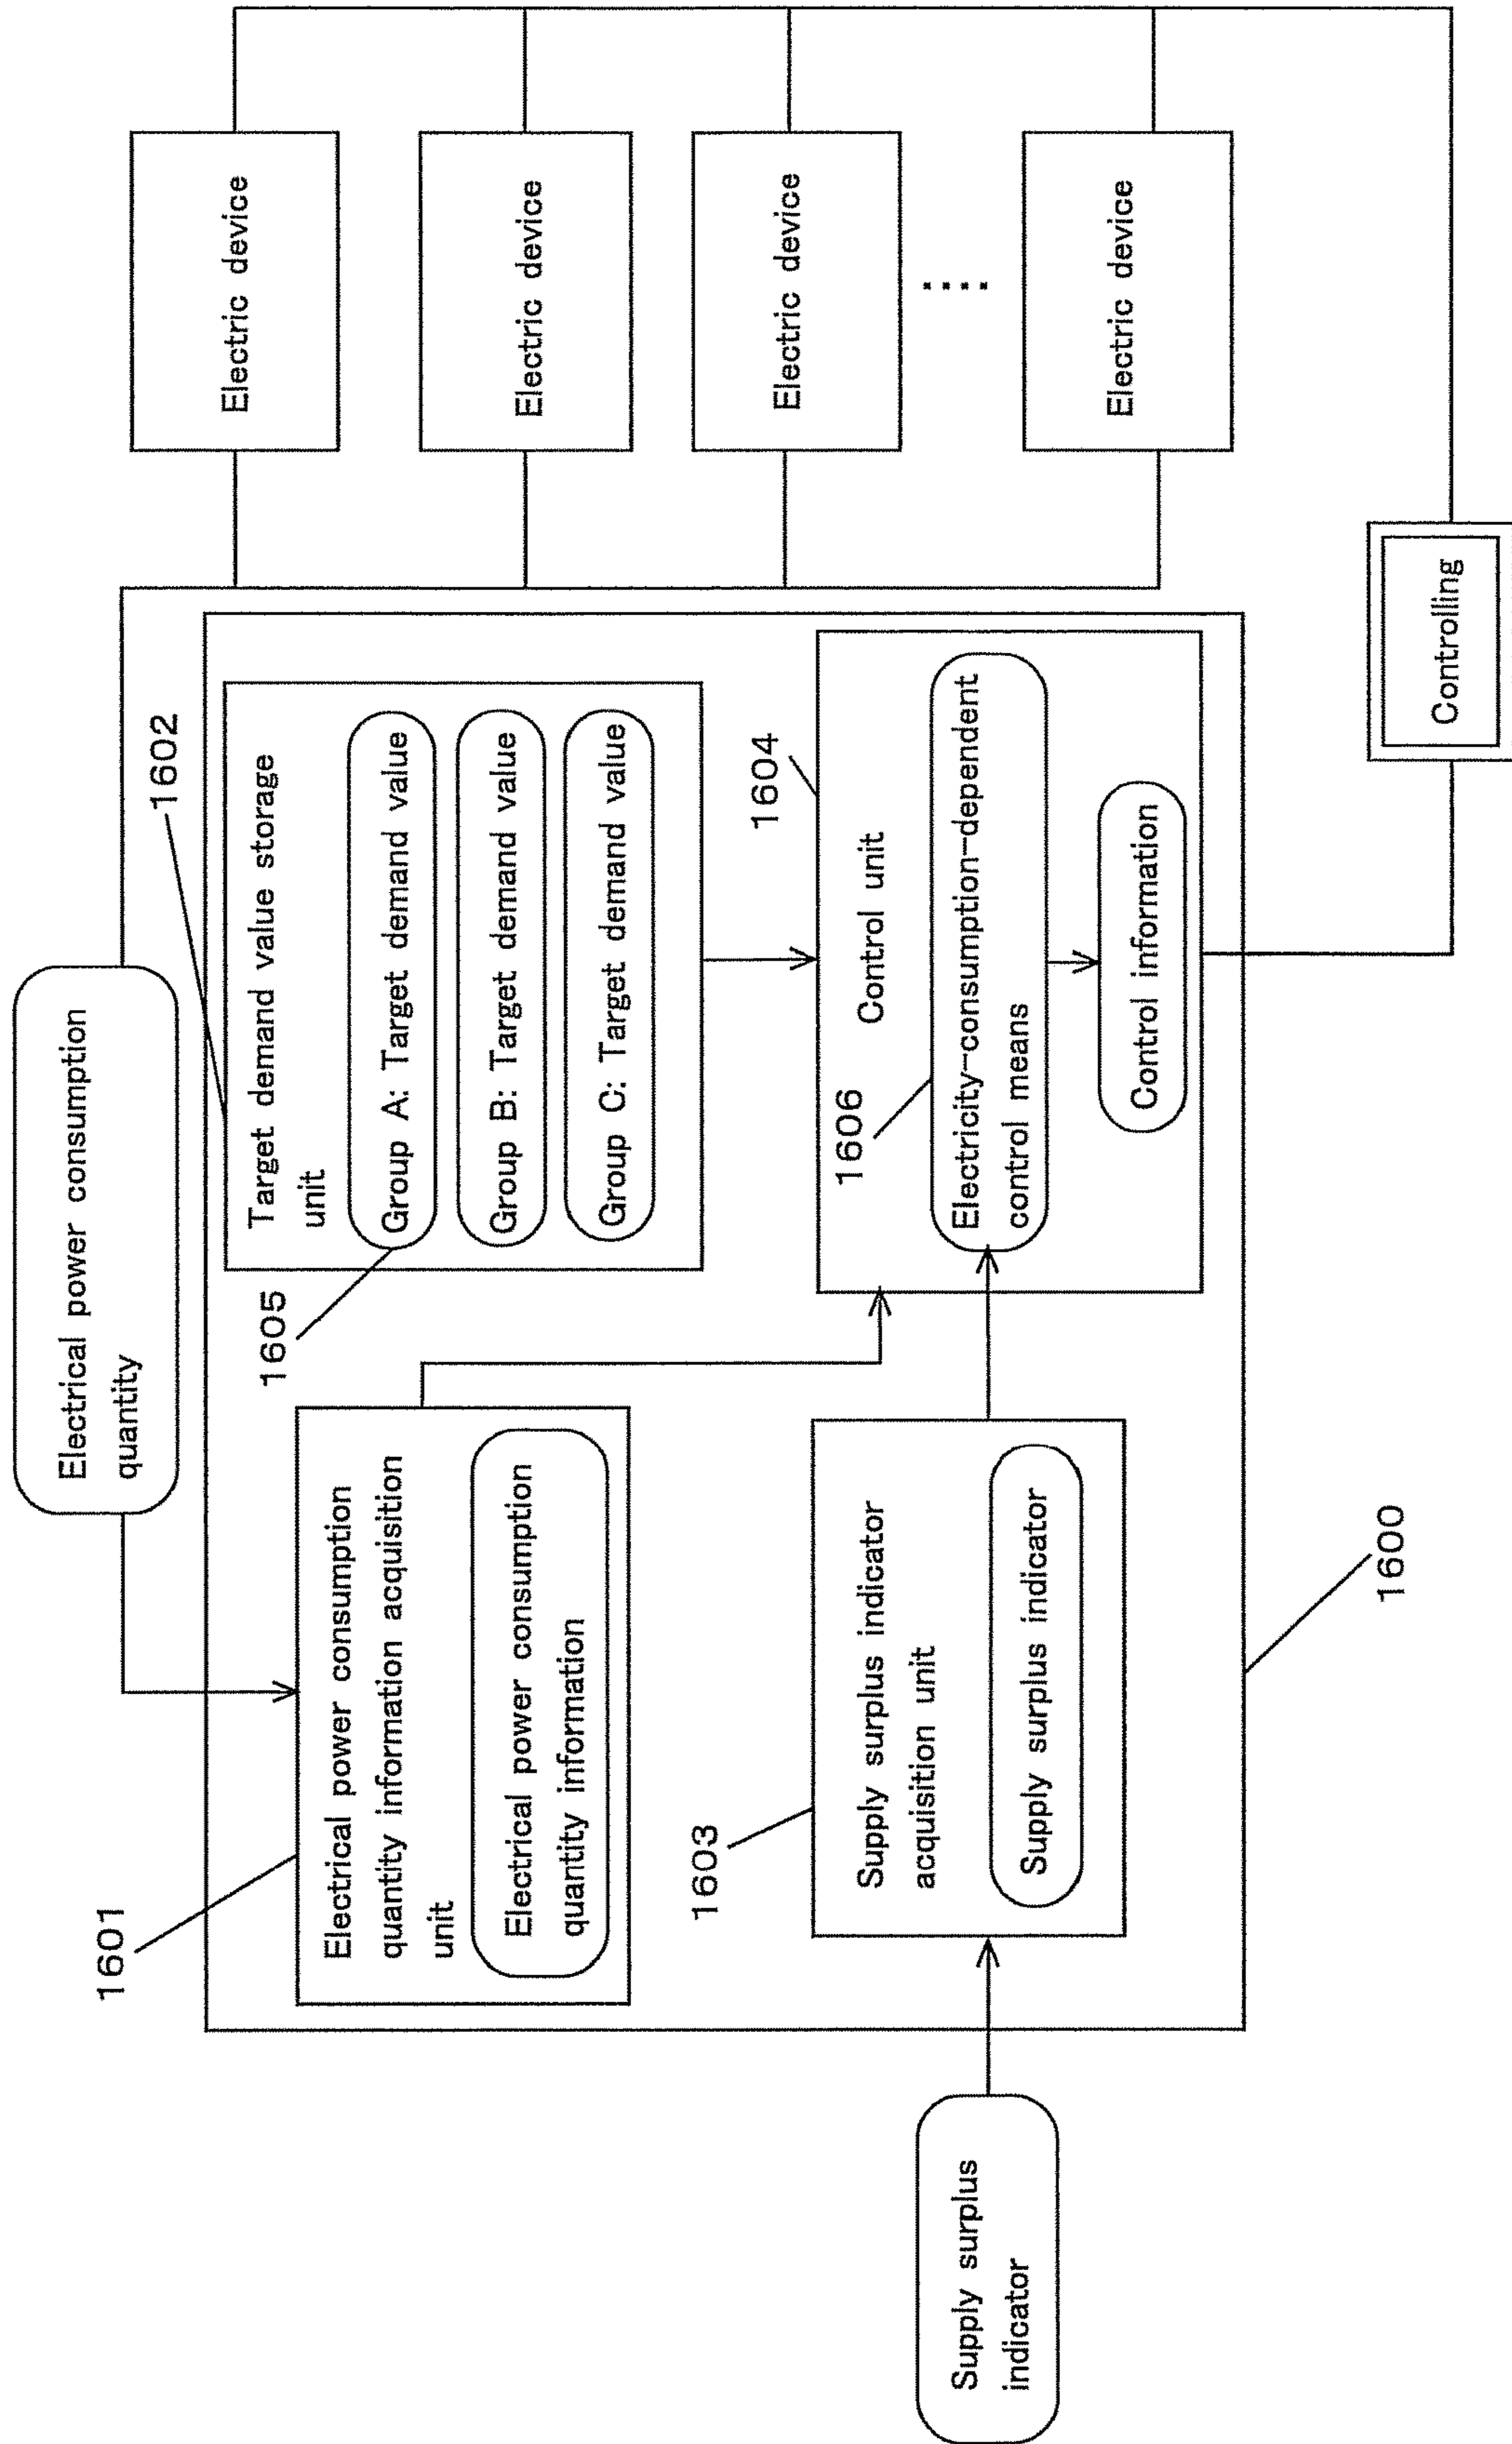 Electrical power consumption
quantity
1602
1601
Electrical power consumption
quantity information acquisition
unit
Electrical power consumption
quantity information
1605
Target demand value storage
unit
Group A: Target demand value
Group B: Target demand value
Group C: Target demand value
Electric device
Electric device
Electric device
Electric device
Supply surplus
indicator
1603
Supply surplus indicator
acquisition unit
Supply surplus indicator
1604
Control unit
1606
Electricity-consumption-dependent
control means
Control information
Controlling
1600